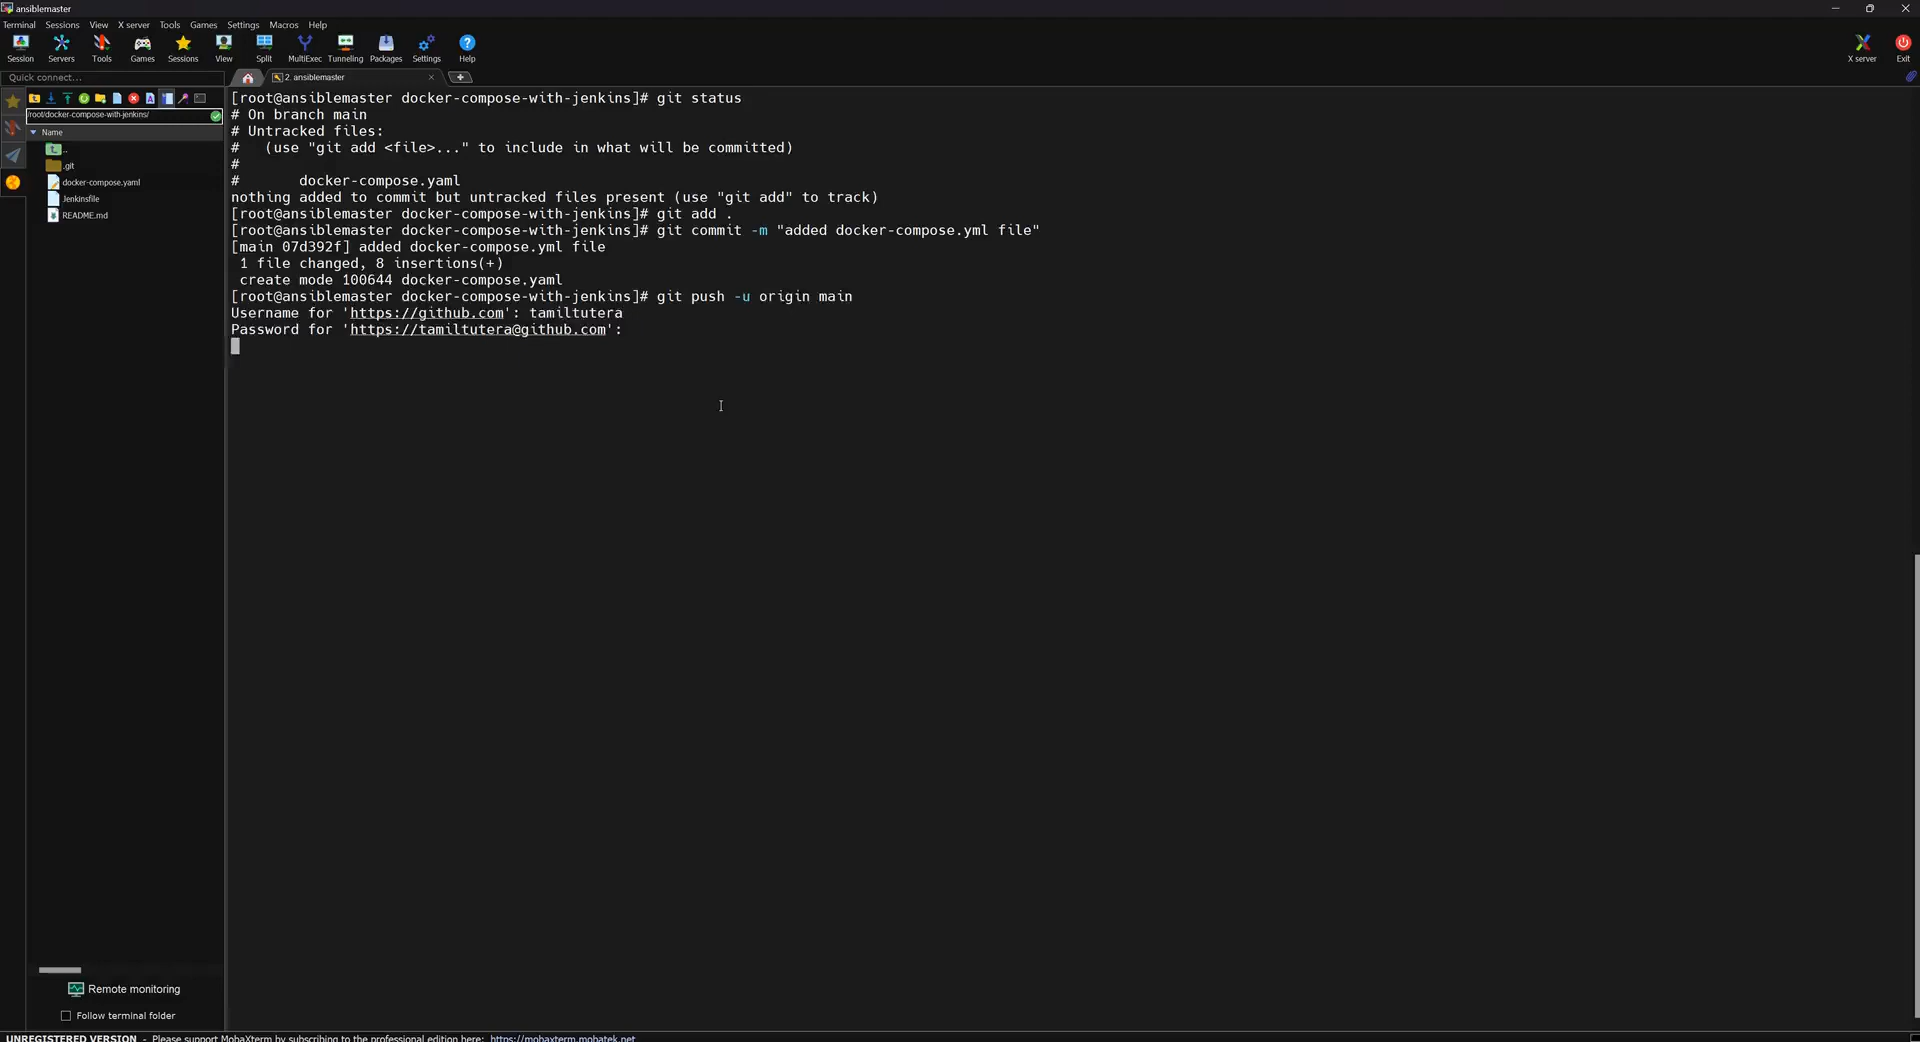 ansiblemaster
Terminal Sessions View X server Tools Games Settings Macros Help
Session Servers Tools Games Sessions View Split MultiExec Tunneling Packages Settings Help X server Exit
Quick connect...
2. ansiblemaster
/root/docker-compose-with-jenkins/
Name
..
.git
docker-compose.yaml
Jenkinsfile
README.md
[root@ansiblemaster docker-compose-with-jenkins]# git status
# On branch main
# Untracked files:
#   (use "git add <file>..." to include in what will be committed)
#
#       docker-compose.yaml
nothing added to commit but untracked files present (use "git add" to track)
[root@ansiblemaster docker-compose-with-jenkins]# git add .
[root@ansiblemaster docker-compose-with-jenkins]# git commit -m "added docker-compose.yml file"
[main 07d392f] added docker-compose.yml file
 1 file changed, 8 insertions(+)
 create mode 100644 docker-compose.yaml
[root@ansiblemaster docker-compose-with-jenkins]# git push -u origin main
Username for 'https://github.com': tamiltutera
Password for 'https://tamiltutera@github.com':
Remote monitoring
Follow terminal folder
UNREGISTERED VERSION - Please support MobaXterm by subscribing to the professional edition here: https://mobaxterm.mobatek.net